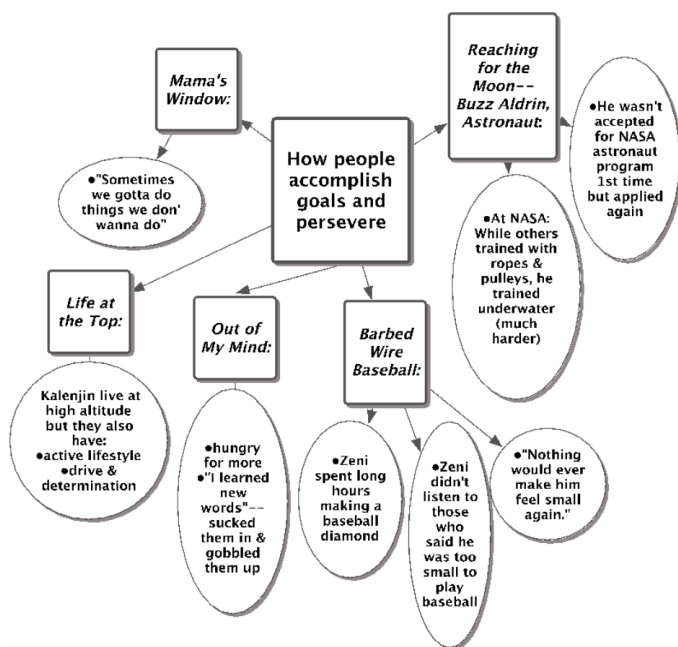 How people
accomplish
goals and
persevere
Mama's
Window:
●"Sometimes
we gotta do
things we don'
wanna do"
Reaching
for the
Moon--
Buzz Aldrin,
Astronaut:
●He wasn't
accepted
for NASA
astronaut
program
1st time
but applied
again
●At NASA:
While others
trained with
ropes &
pulleys, he
trained
underwater
(much
harder)
Life at
the Top:
Kalenjin live at
high altitude
but they also
have:
●active lifestyle
●drive &
determination
Out of
My Mind:
●hungry
for more
●"I learned
new
words"--
sucked
them in &
gobbled
them up
Barbed
Wire
Baseball:
●Zeni
spent long
hours
making a
baseball
diamond
●Zeni
didn't
listen to
those
who
said he
was too
small to
play
baseball
●"Nothing
would ever
make him
feel small
again."